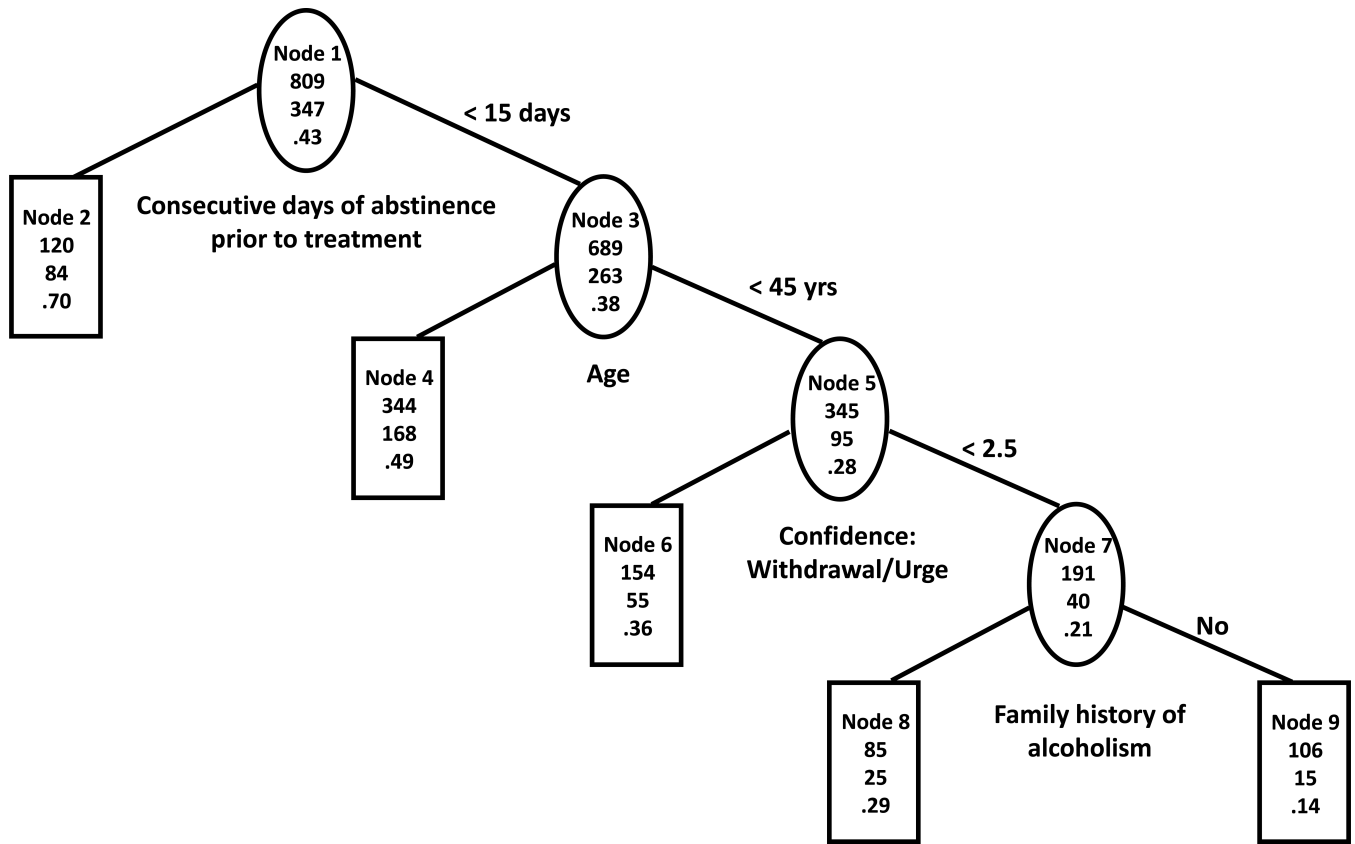 Node 1
809
347
.43
< 15 days
Consecutive days of abstinence
prior to treatment
Node 2
120
84
.70
Node 3
689
263
.38
< 45 yrs
Age
Node 4
344
168
.49
Node 5
345
95
.28
< 2.5
Confidence:
Withdrawal/Urge
Node 6
154
55
.36
Node 7
191
40
.21
No
Family history of
alcoholism
Node 8
85
25
.29
Node 9
106
15
.14